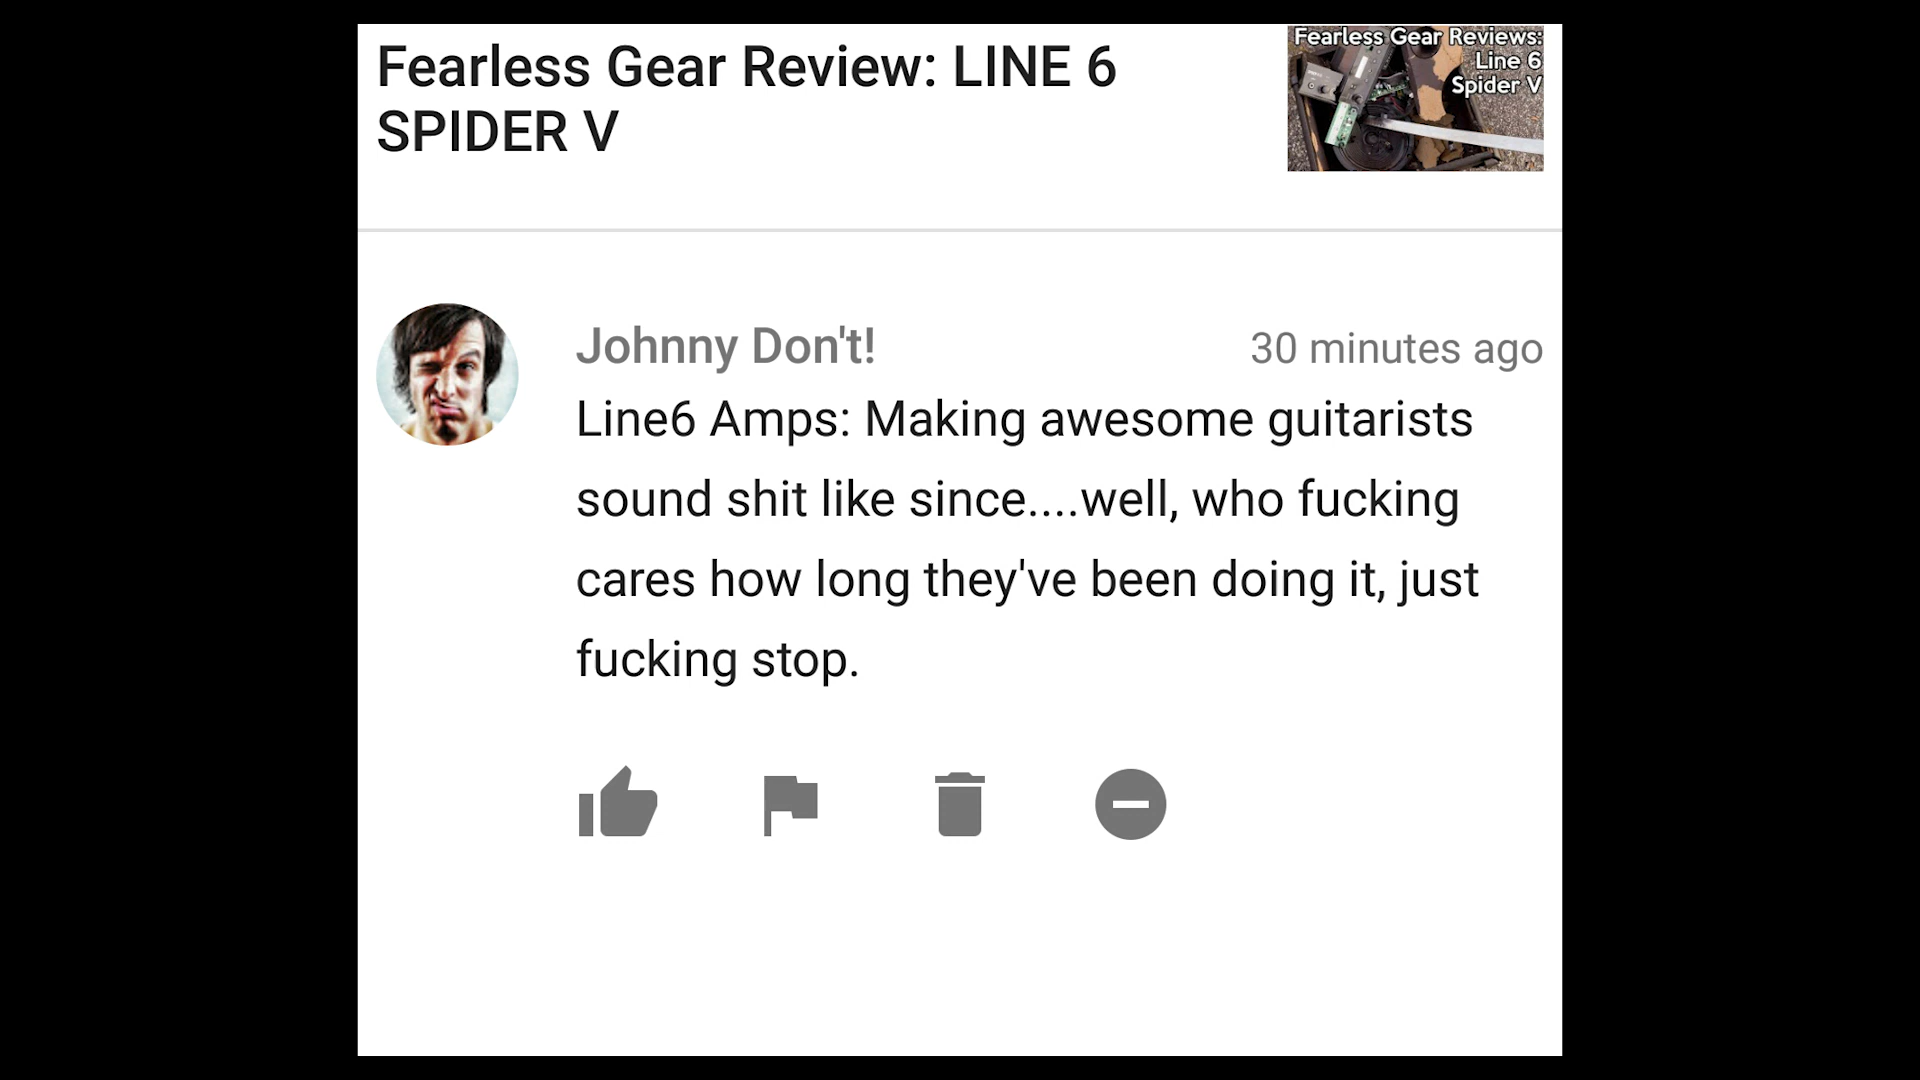 Fearless Gear Review: LINE 6
SPIDER V
Fearless Gear Reviews:
Line 6
Spider V
Johnny Don't!
30 minutes ago
Line6 Amps: Making awesome guitarists
sound shit like since....well, who fucking
cares how long they've been doing it, just
fucking stop.